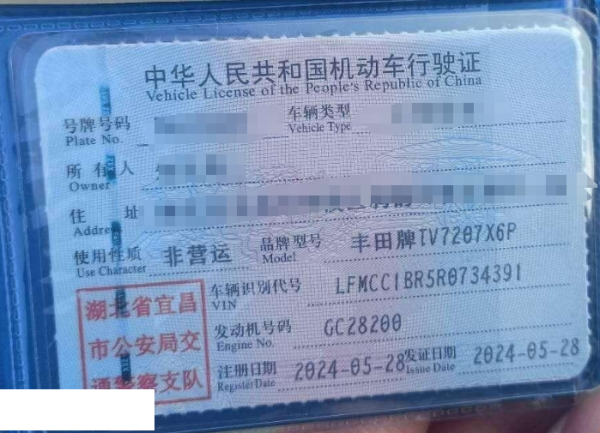 中华人民共和国机动车行驶证
Vehicle License of the People's Republic of China
号牌号码
Plate No.
车辆类型
Vehicle Type
所有人
Owner
住址
Address
使用性质 非营运
Use Character
品牌型号 丰田牌TV7207X6P
Model
湖北省宜昌
市公安局交
通警察支队
车辆识别代号 LFMCC1BR5R0734391
VIN
发动机号码 GC28200
Engine No.
注册日期 2024-05-28
Register Date
发证日期 2024-05-28
Issue Date